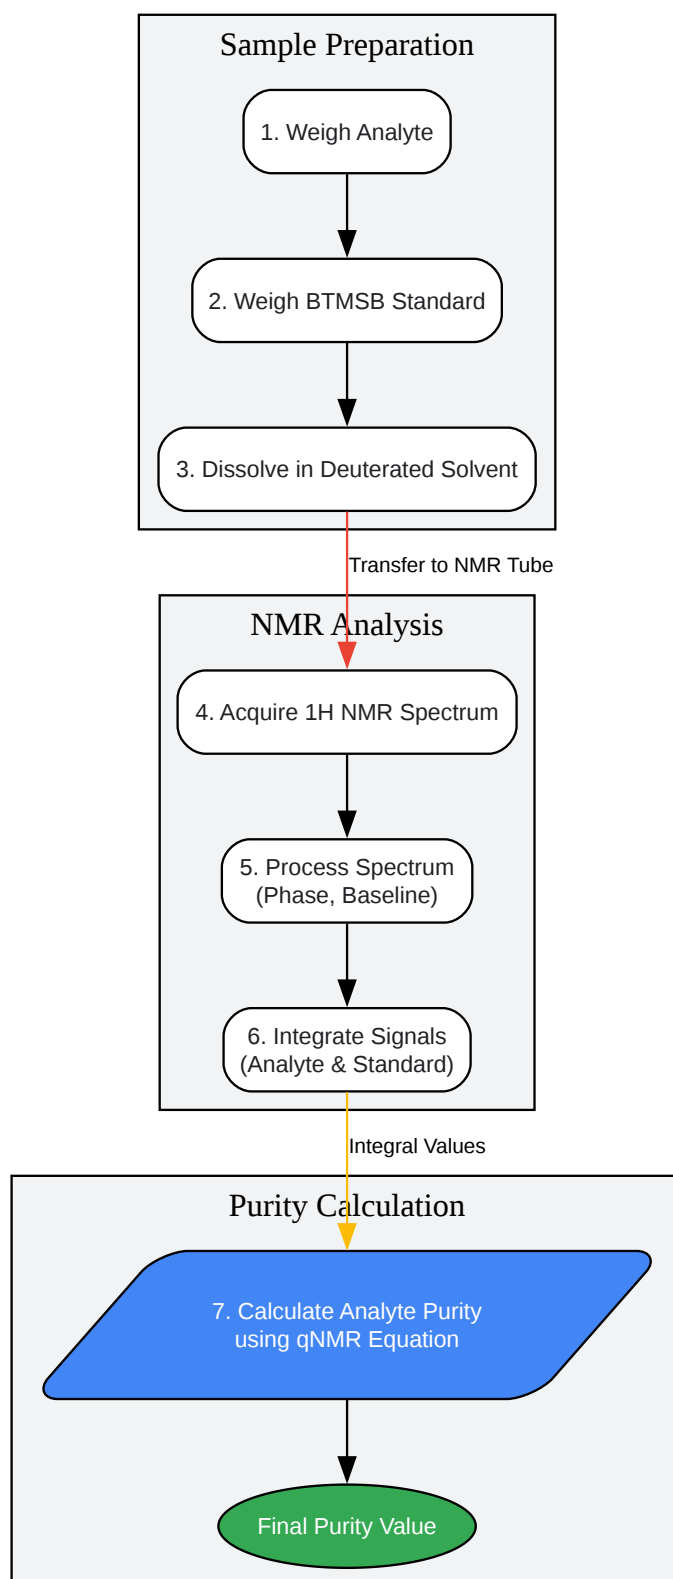 Sample Preparation
1. Weigh Analyte
2. Weigh BTMSB Standard
3. Dissolve in Deuterated Solvent
Transfer to NMR Tube
NMR Analysis
4. Acquire 1H NMR Spectrum
5. Process Spectrum
(Phase, Baseline)
6. Integrate Signals
(Analyte & Standard)
Integral Values
Purity Calculation
7. Calculate Analyte Purity
using qNMR Equation
Final Purity Value